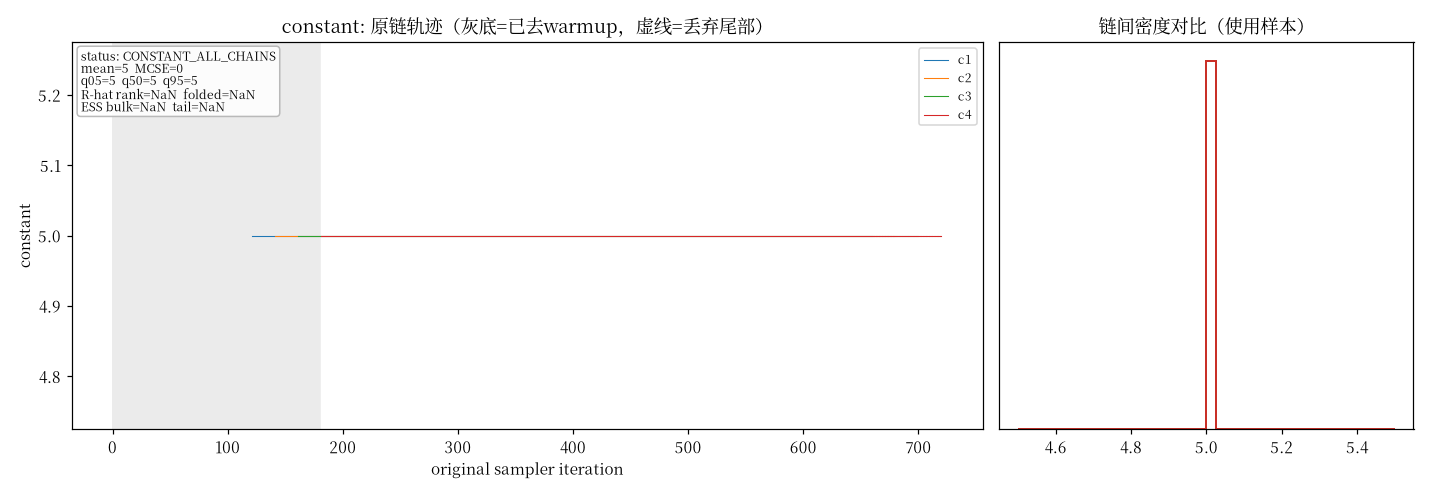 constant: 原链轨迹（灰底=已去warmup，虚线=丢弃尾部）
status: CONSTANT_ALL_CHAINS
mean=5 MCSE=0
q05=5 q50=5 q95=5
R-hat rank=NaN folded=NaN
ESS bulk=NaN tail=NaN
c1
c2
c3
c4
5.2
5.1
5.0
4.9
4.8
constant
0 100 200 300 400 500 600 700
original sampler iteration
链间密度对比（使用样本）
4.6 4.8 5.0 5.2 5.4